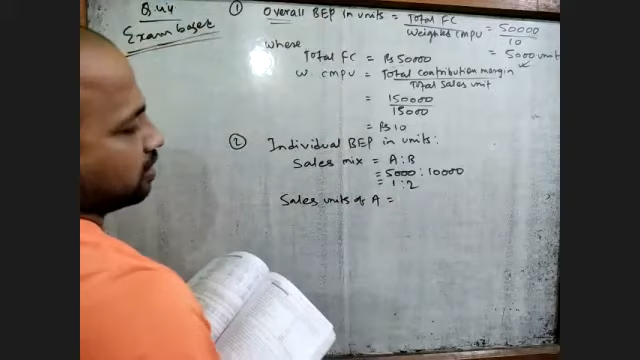 Q.N.4
Exam based
① Overall BEP in units = Total FC / Weighted CMPU = 50000 / 10
= 5000 units
where
Total FC = Rs 50000
W. CMPU = Total contribution margin / Total sales unit
= 150000 / 15000
= Rs 10
② Individual BEP in units:
Sales mix = A : B
= 5000 : 10000
= 1 : 2
Sales units of A =